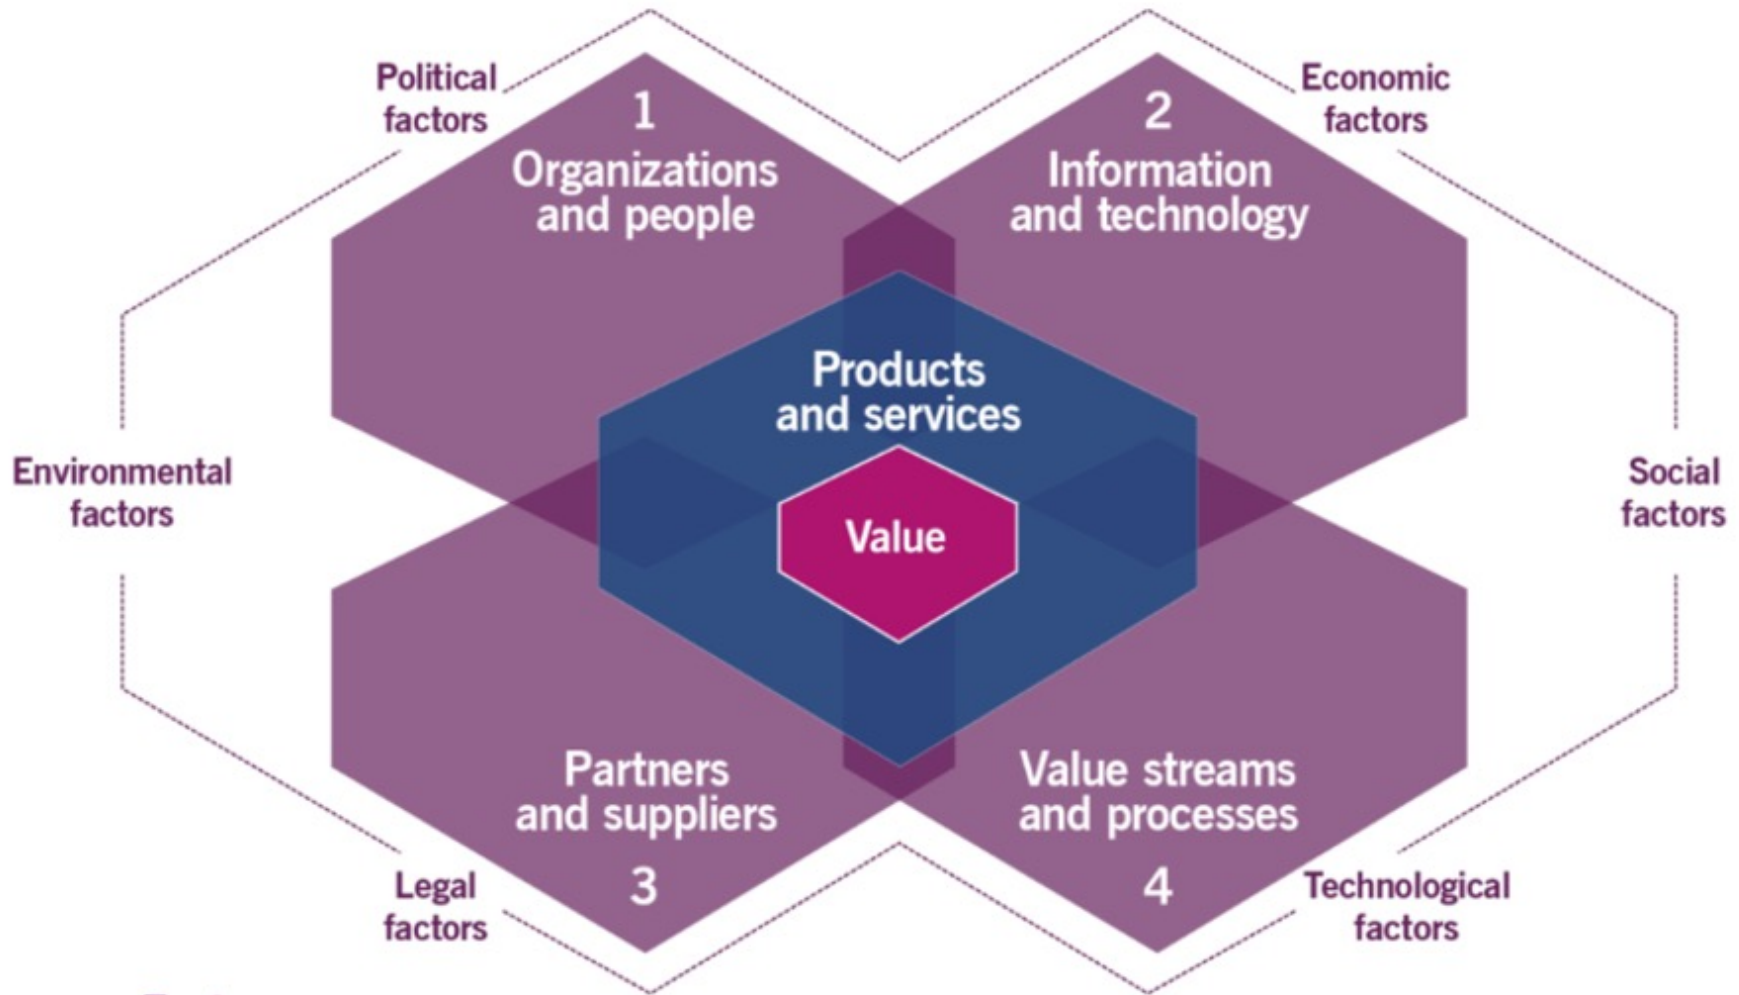 Political
factors
Economic
factors
1
Organizations
and people
2
Information
and technology
Products
and services
Value
Environmental
factors
Social
factors
Partners
and suppliers
3
Value streams
and processes
4
Legal
factors
Technological
factors